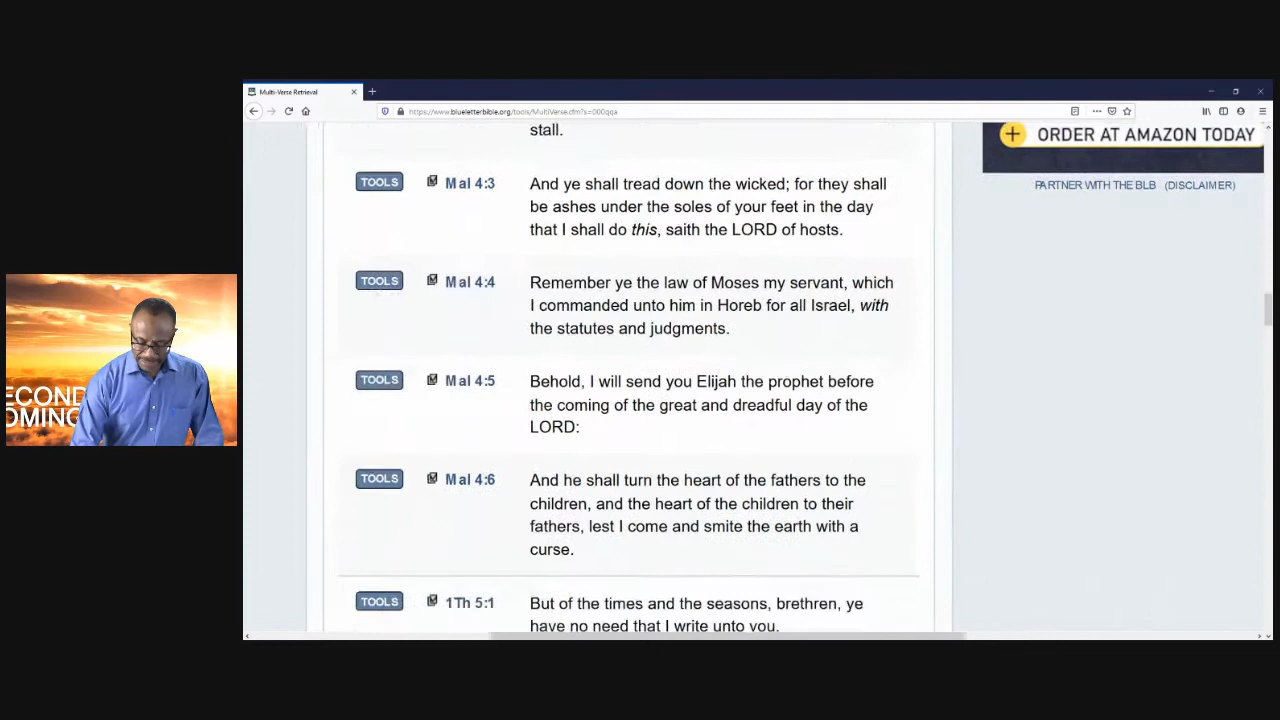 Multi-Verse Retrieval
https://www.blueletterbible.org/tools/MultiVerse.cfm?s=000qqa
stall.
ORDER AT AMAZON TODAY
PARTNER WITH THE BLB (DISCLAIMER)
TOOLS Mal 4:3 And ye shall tread down the wicked; for they shall
be ashes under the soles of your feet in the day
that I shall do this, saith the LORD of hosts.
TOOLS Mal 4:4 Remember ye the law of Moses my servant, which
I commanded unto him in Horeb for all Israel, with
the statutes and judgments.
TOOLS Mal 4:5 Behold, I will send you Elijah the prophet before
the coming of the great and dreadful day of the
LORD:
TOOLS Mal 4:6 And he shall turn the heart of the fathers to the
children, and the heart of the children to their
fathers, lest I come and smite the earth with a
curse.
TOOLS 1Th 5:1 But of the times and the seasons, brethren, ye
have no need that I write unto you.
ECOND
OMING